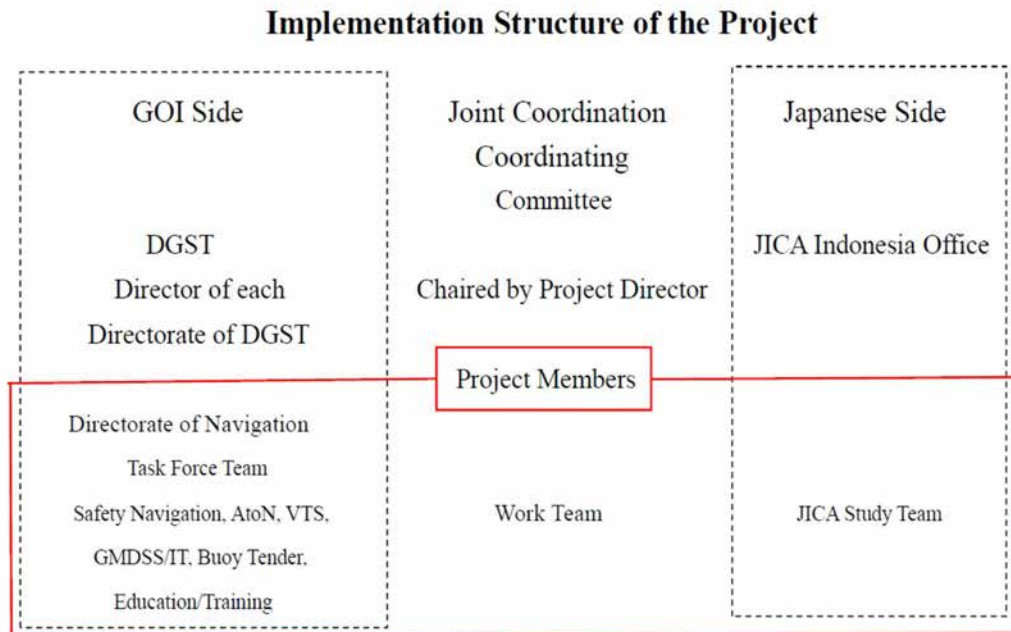 Implementation Structure of the Project
GOI Side
DGST
Director of each
Directorate of DGST
Directorate of Navigation
Task Force Team
Safety Navigation, AtoN, VTS,
GMDSS/IT, Buoy Tender,
Education/Training
Joint Coordination
Coordinating
Committee
Chaired by Project Director
Project Members
Work Team
Japanese Side
JICA Indonesia Office
JICA Study Team